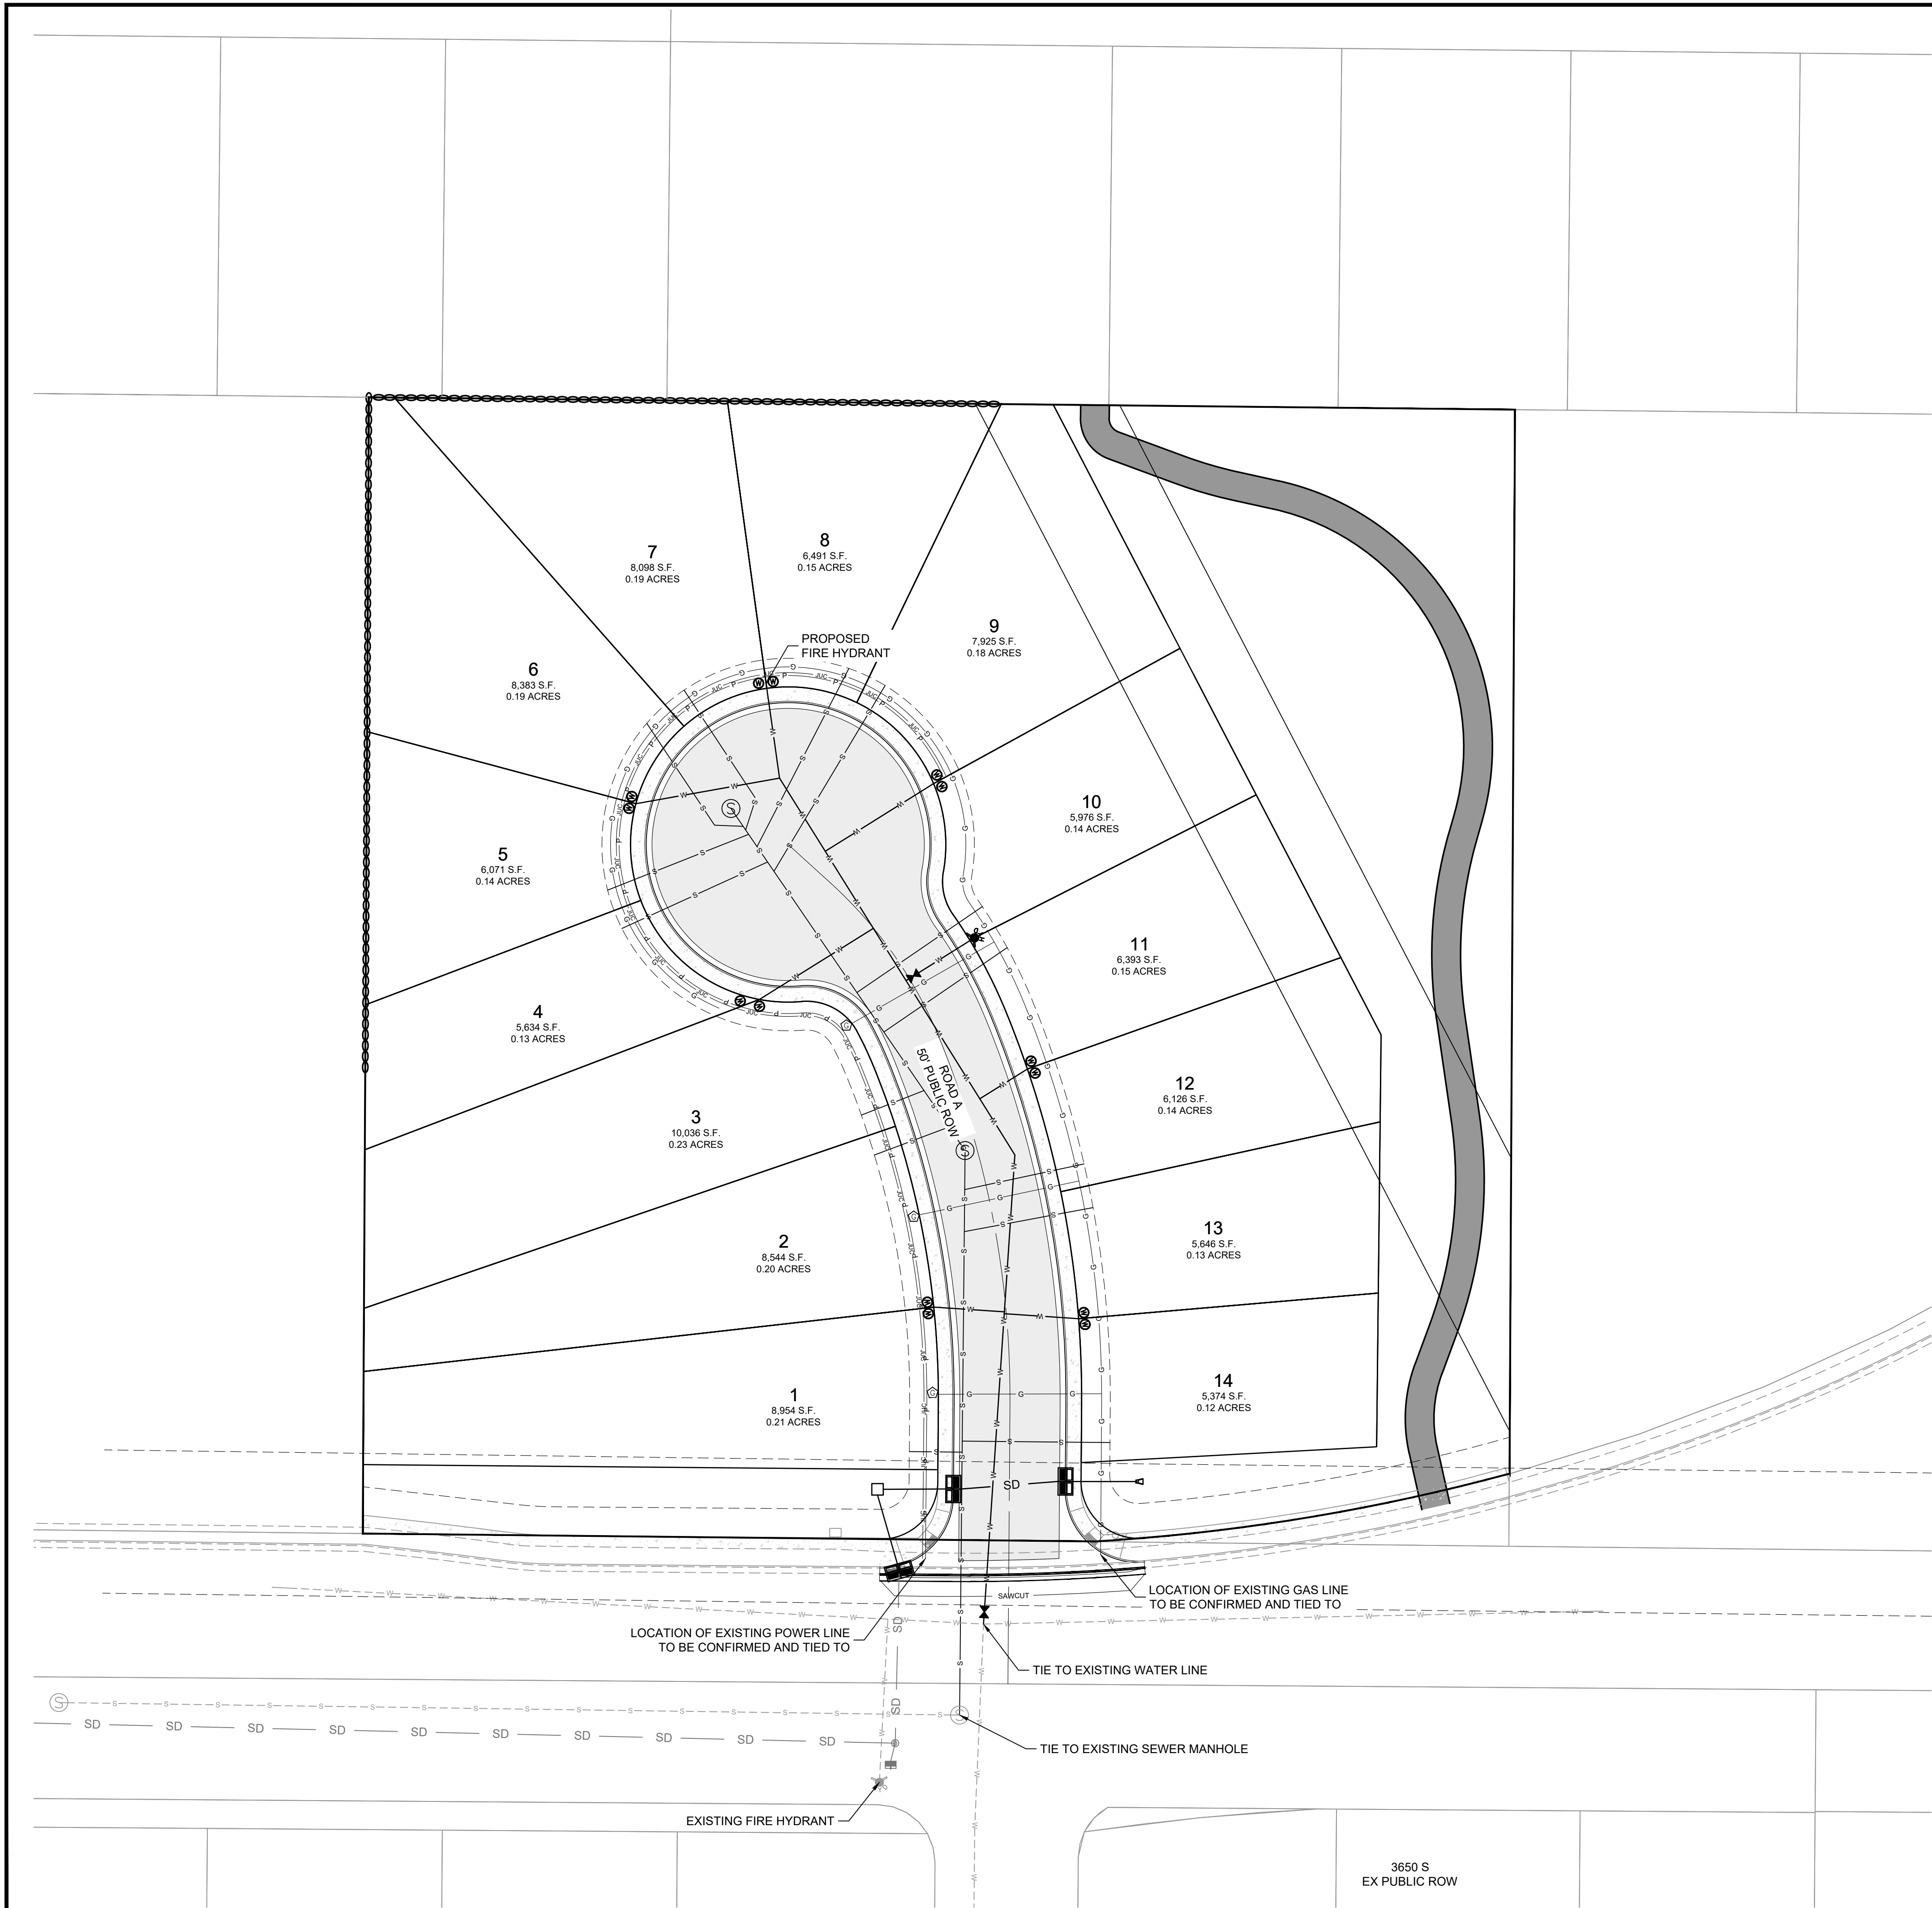 8
6,491 S.F.
0.15 ACRES
7
8,098 S.F.
0.19 ACRES
9
7,925 S.F.
0.18 ACRES
PROPOSED
FIRE HYDRANT
6
8,383 S.F.
0.19 ACRES
10
5,976 S.F.
0.14 ACRES
5
6,071 S.F.
0.14 ACRES
11
6,393 S.F.
0.15 ACRES
4
5,634 S.F.
0.13 ACRES
ROAD A
50' PUBLIC ROW
12
6,126 S.F.
0.14 ACRES
3
10,036 S.F.
0.23 ACRES
13
5,646 S.F.
0.13 ACRES
2
8,544 S.F.
0.20 ACRES
14
5,374 S.F.
0.12 ACRES
1
8,954 S.F.
0.21 ACRES
SD
SAWCUT
LOCATION OF EXISTING GAS LINE
TO BE CONFIRMED AND TIED TO
LOCATION OF EXISTING POWER LINE
TO BE CONFIRMED AND TIED TO
SD
TIE TO EXISTING WATER LINE
SD
SD SD SD SD SD SD SD SD SD SD
TIE TO EXISTING SEWER MANHOLE
EXISTING FIRE HYDRANT
3650 S
EX PUBLIC ROW